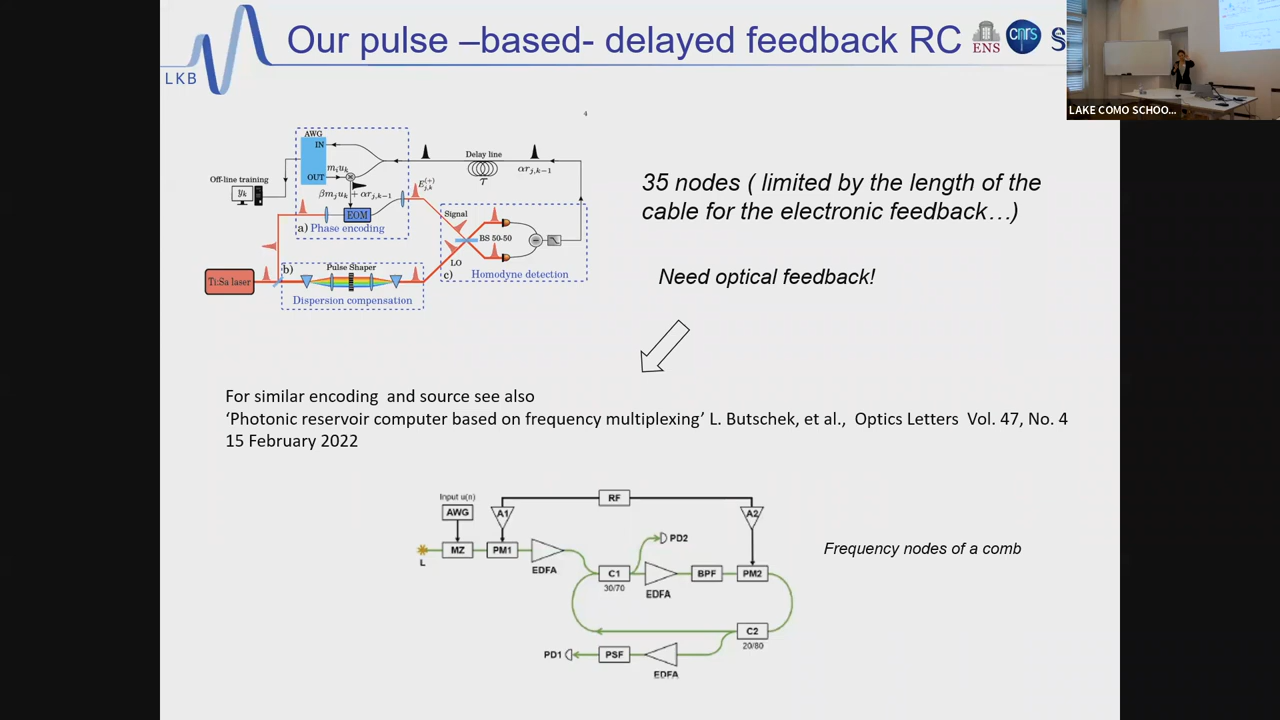 Our pulse –based- delayed feedback RC
LKB
ENS
cnrs
S
LAKE COMO SCHOO...
4
AWG
IN
OUT
Off-line training
Delay line
τ
EOM
a) Phase encoding
Signal
BS 50-50
LO
c) Homodyne detection
Ti:Sa laser
b) Pulse Shaper
Dispersion compensation
35 nodes ( limited by the length of the
cable for the electronic feedback…)
Need optical feedback!
For similar encoding and source see also
‘Photonic reservoir computer based on frequency multiplexing’ L. Butschek, et al., Optics Letters Vol. 47, No. 4
15 February 2022
Input u(n)
AWG
A1
RF
A2
L
MZ
PM1
EDFA
PD2
C1
30/70
EDFA
BPF
PM2
Frequency nodes of a comb
C2
20/80
PD1
PSF
EDFA